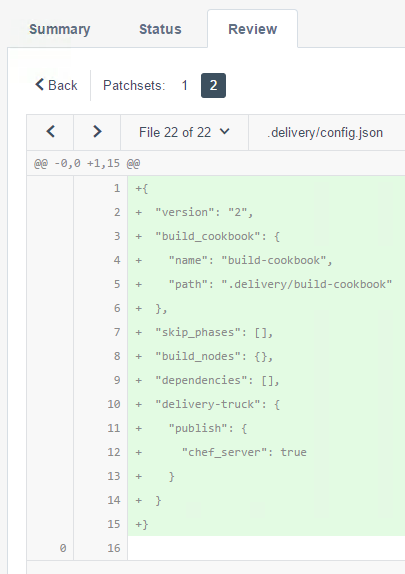 Summary Status Review
Back Patchsets: 1 2
File 22 of 22 .delivery/config.json
@@ -0,0 +1,15 @@
1 +{
2 +  "version": "2",
3 +  "build_cookbook": {
4 +    "name": "build-cookbook",
5 +    "path": ".delivery/build-cookbook"
6 +  },
7 +  "skip_phases": [],
8 +  "build_nodes": {},
9 +  "dependencies": [],
10 +  "delivery-truck": {
11 +    "publish": {
12 +      "chef_server": true
13 +    }
14 +  }
15 +}
0 16